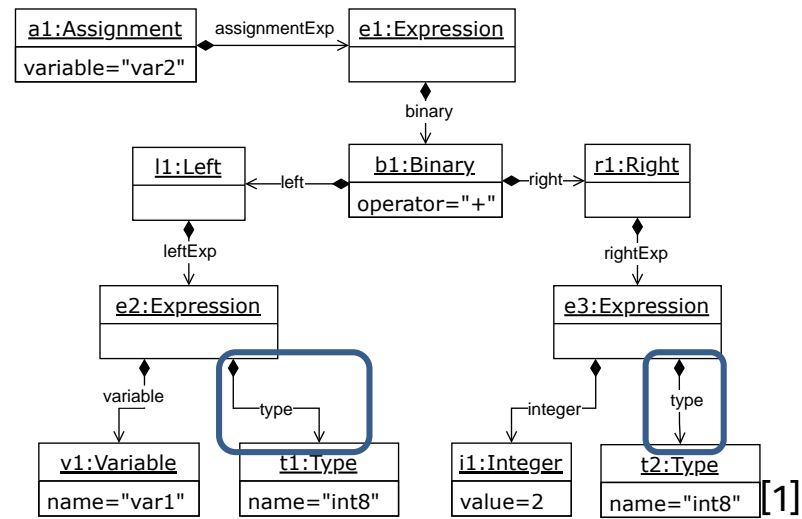 a1:Assignment
variable="var2"
assignmentExp
e1:Expression
binary
l1:Left
left
b1:Binary
operator="+"
right
r1:Right
leftExp
rightExp
e2:Expression
e3:Expression
variable
type
integer
type
v1:Variable
name="var1"
t1:Type
name="int8"
i1:Integer
value=2
t2:Type
name="int8"
[1]